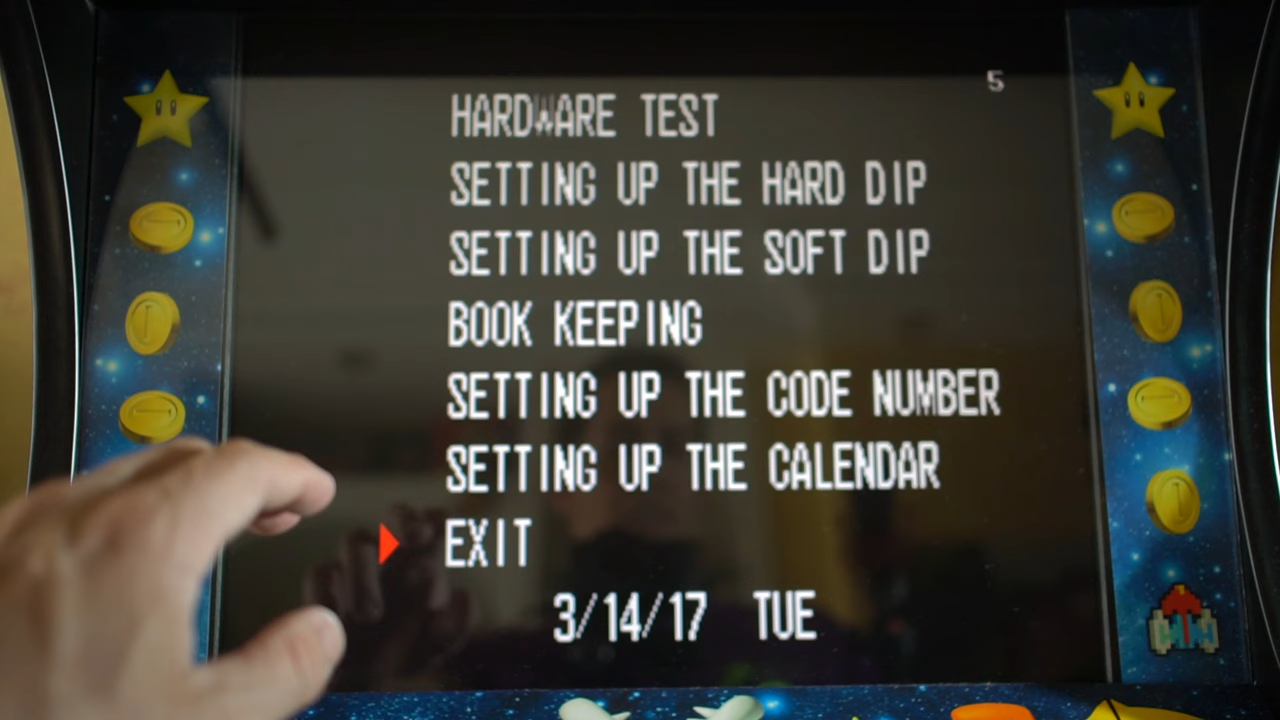 5
HARDWARE TEST
SETTING UP THE HARD DIP
SETTING UP THE SOFT DIP
BOOK KEEPING
SETTING UP THE CODE NUMBER
SETTING UP THE CALENDAR
EXIT
3/14/17 TUE